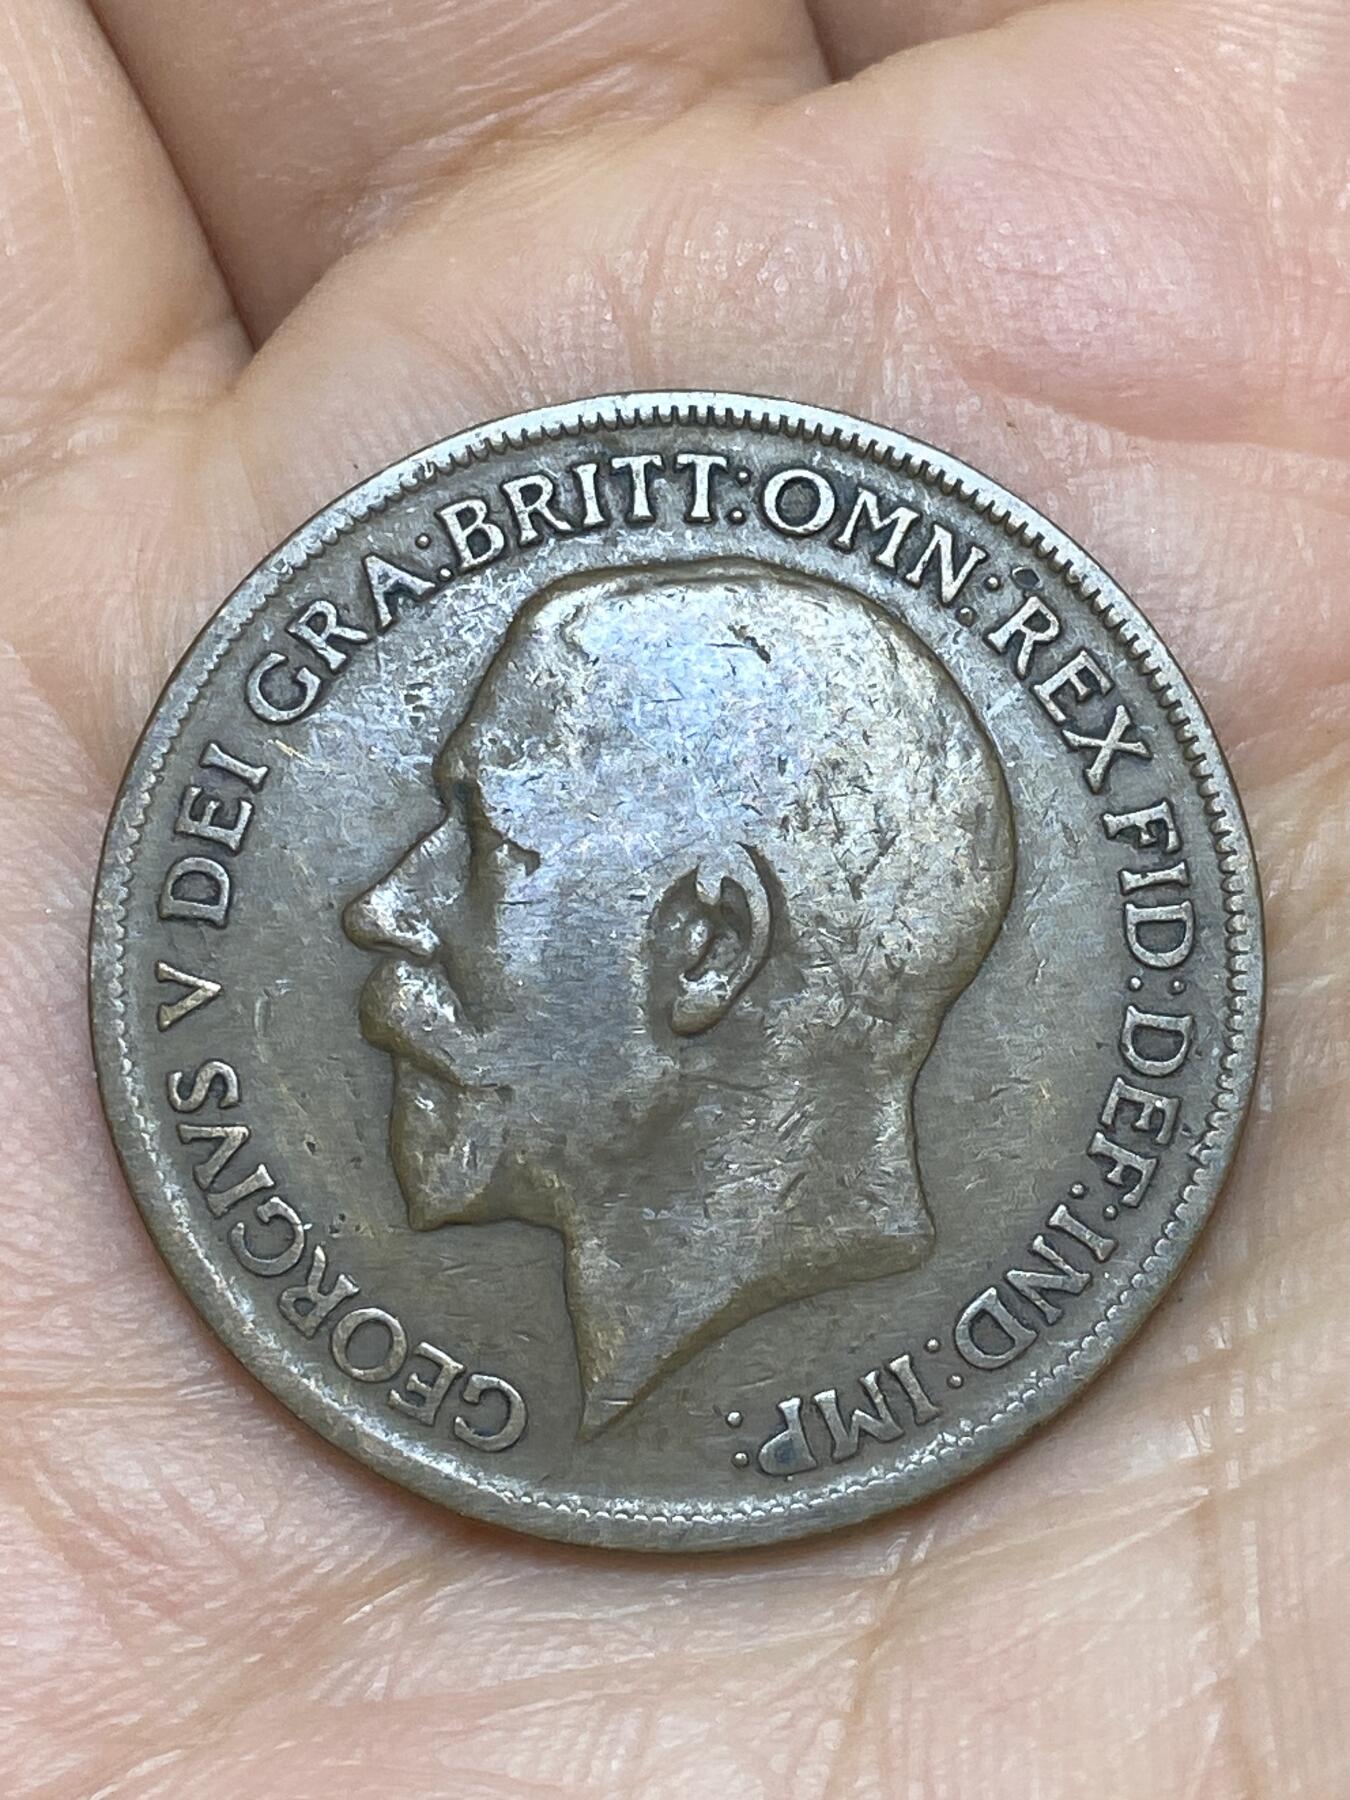 GEORGIVS V DEI GRA: BRITT: OMN: REX FID: DEF: IND: IMP: